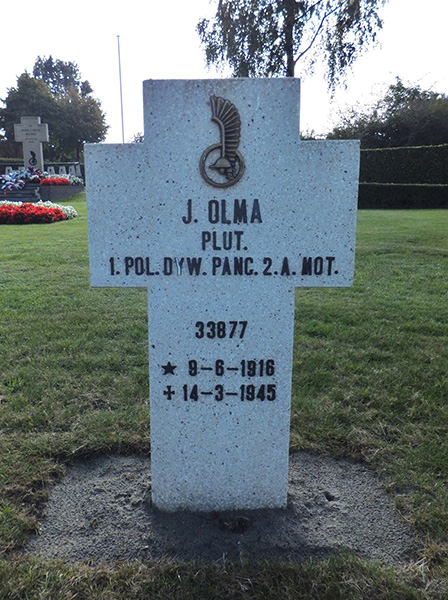 J. OLMA
PLUT.
1. POL. DYW. PANC. 2. A. MOT.
33877
★ 9-6-1916
✝ 14-3-1945